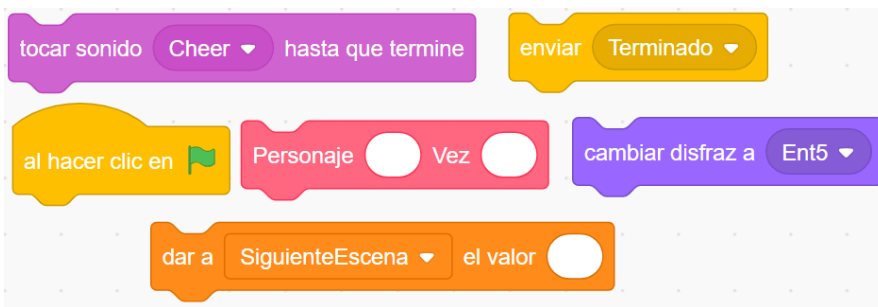 tocar sonido Cheer hasta que termine
enviar Terminado
al hacer clic en
Personaje Vez
cambiar disfraz a Ent5
dar a SiguienteEscena el valor